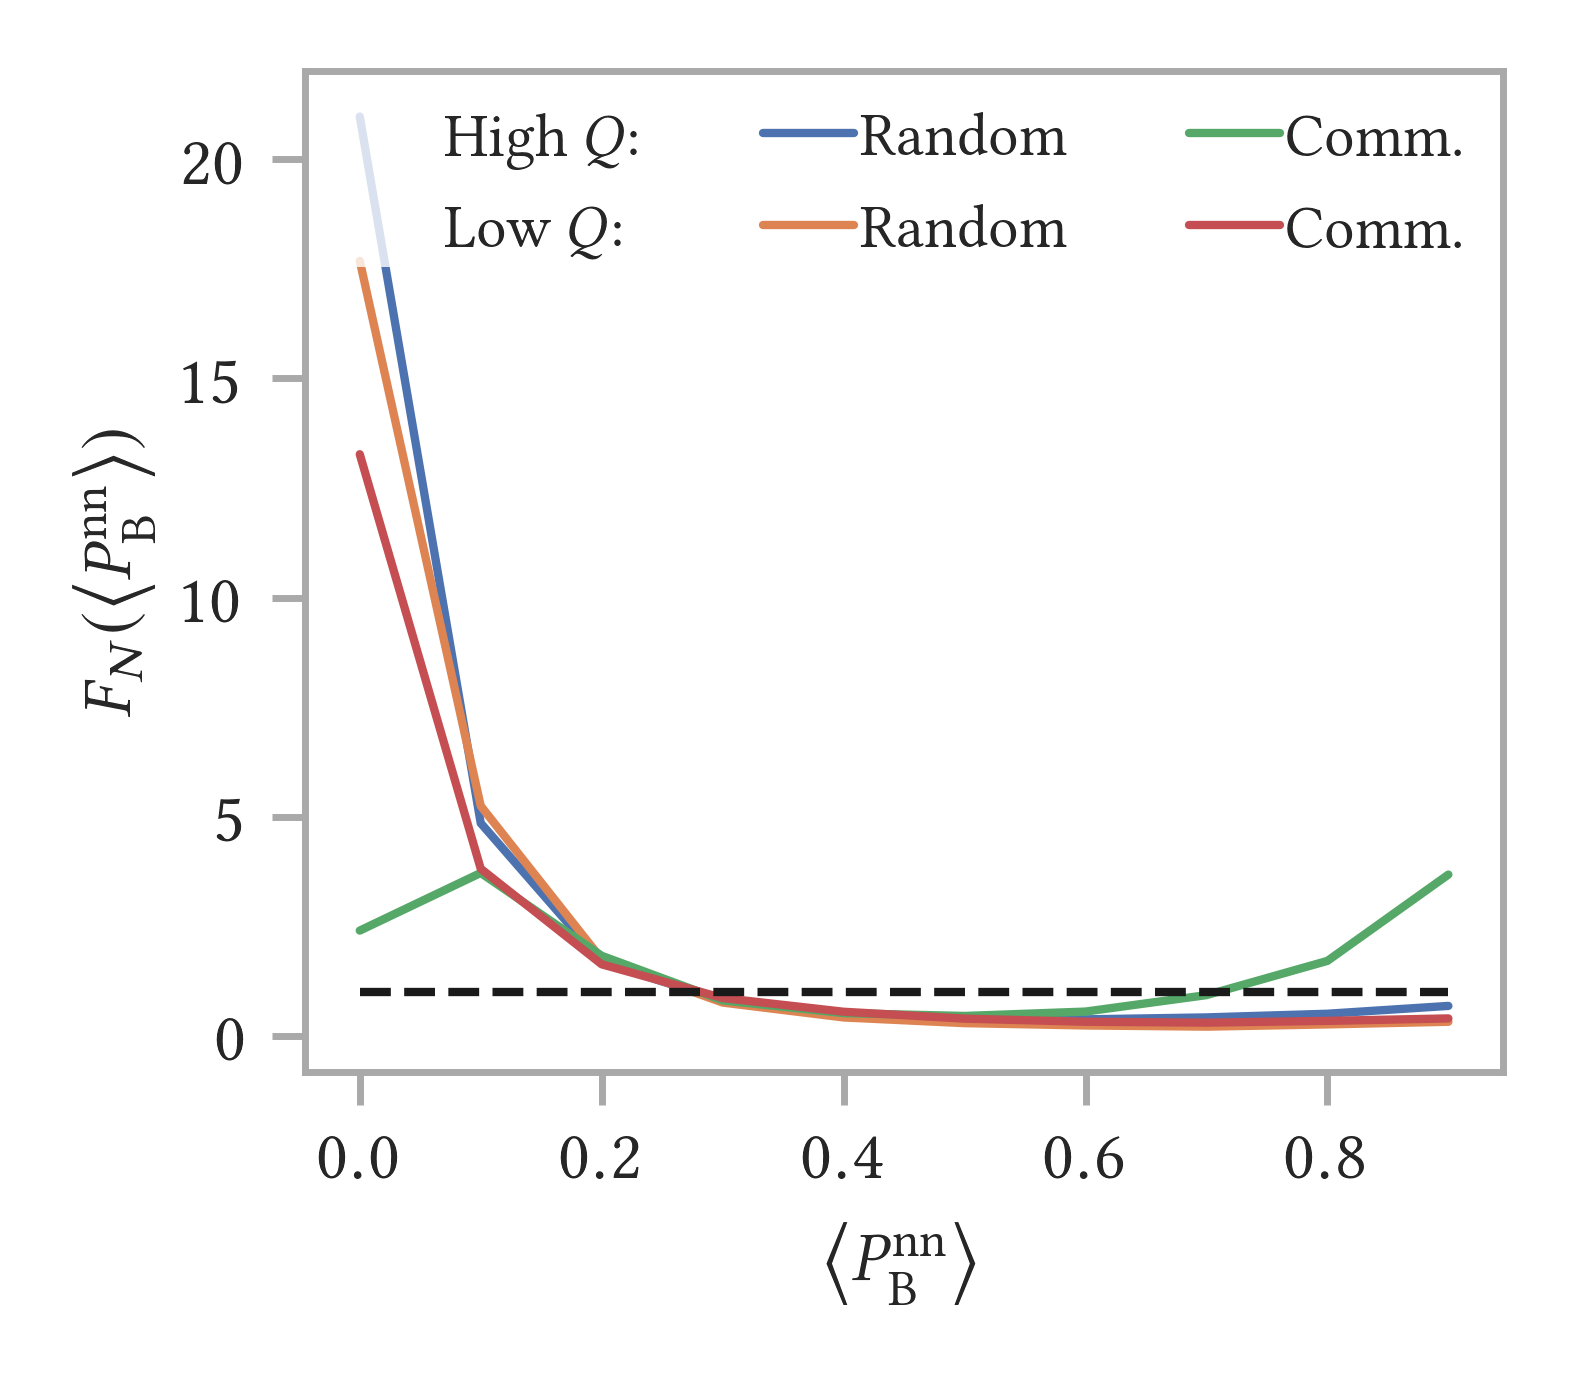 High Q: Random Comm.
Low Q: Random Comm.
20
15
10
5
0
F_N(⟨P_B^nn⟩)
0.0 0.2 0.4 0.6 0.8
⟨P_B^nn⟩